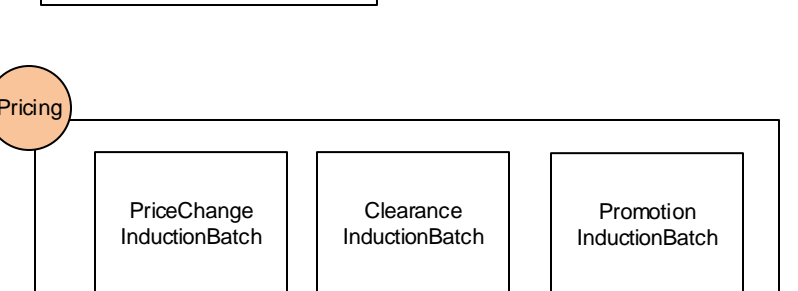 Pricing
PriceChange
InductionBatch
Clearance
InductionBatch
Promotion
InductionBatch